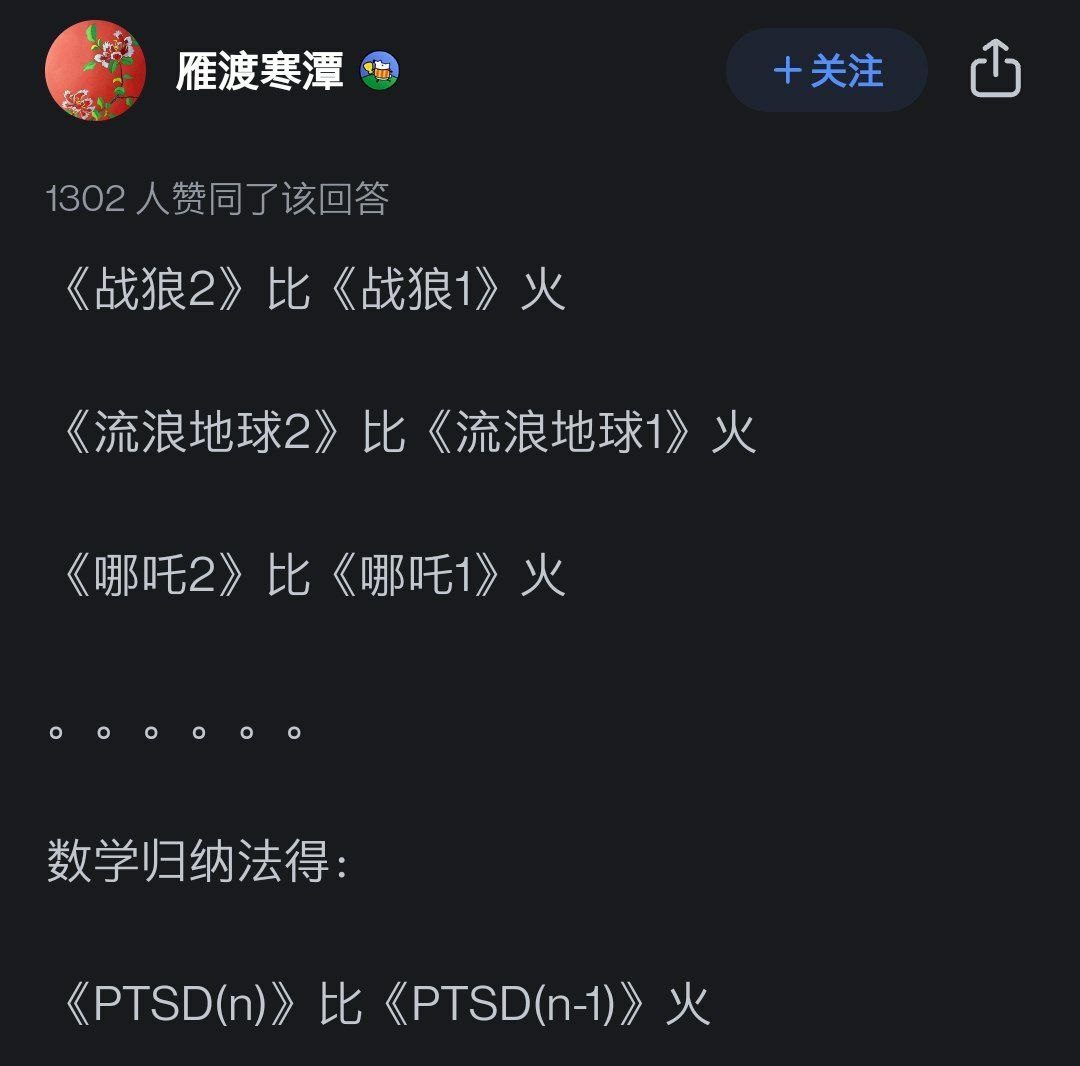 雁渡寒潭
+关注
1302 人赞同了该回答
《战狼2》比《战狼1》火
《流浪地球2》比《流浪地球1》火
《哪吒2》比《哪吒1》火
。。。。。。
数学归纳法得：
《PTSD(n)》比《PTSD(n-1)》火